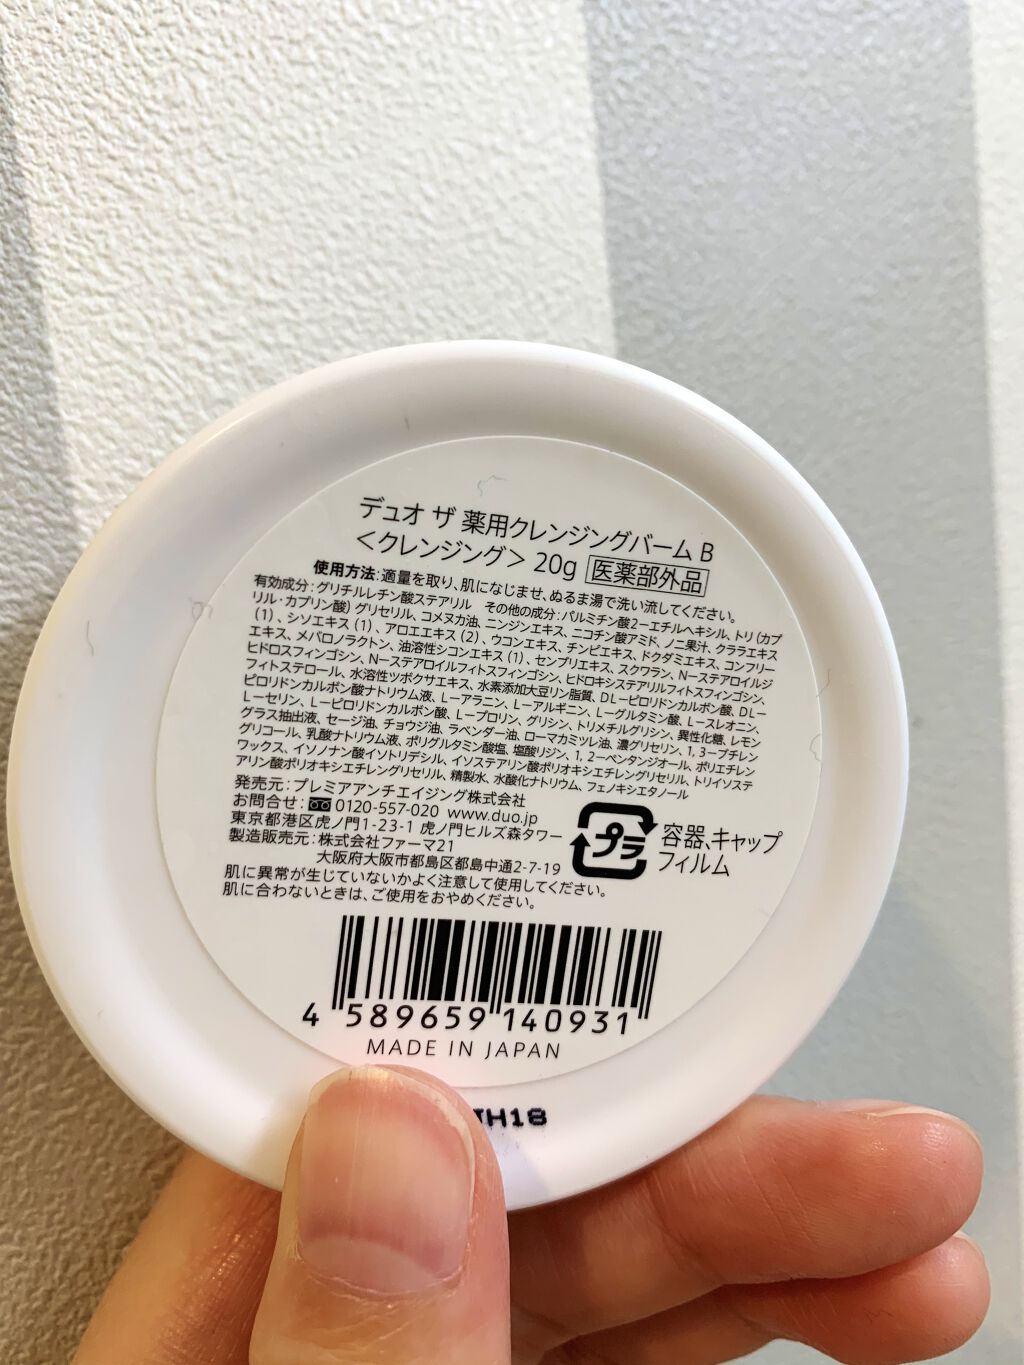 デュオ ザ 薬用クレンジングバーム B
<クレンジング> 20g 医薬部外品
使用方法:適量を取り、肌になじませ、ぬるま湯で洗い流してください。
有効成分:グリチルレチン酸ステアリル その他の成分:パルミチン酸2-エチルヘキシル、トリ(カプ
リル・カプリン酸)グリセリル、コメヌカ油、ニンジンエキス、ニコチン酸アミド、ノニ果汁、クララエキス
(1)、シソエキス(1)、アロエエキス(2)、ウコンエキス、チンピエキス、ドクダミエキス、コンフリー
エキス、メバロノラクトン、油溶性シコンエキス(1)、センブリエキス、スクワラン、N-ステアロイルジ
ヒドロスフィンゴシン、N-ステアロイルフィトスフィンゴシン、ヒドロキシステアリルフィトスフィンゴシン、
フィトステロール、水溶性ツボクサエキス、水素添加大豆リン脂質、DL-ピロリドンカルボン酸、DL-
ピロリドンカルボン酸ナトリウム液、L-アラニン、L-アルギニン、L-グルタミン酸、L-スレオニン、
L-セリン、L-ピロリドンカルボン酸、L-プロリン、グリシン、トリメチルグリシン、異性化糖、レモン
グラス抽出液、セージ油、チョウジ油、ラベンダー油、ローマカミツレ油、濃グリセリン、1,3-ブチレン
グリコール、乳酸ナトリウム液、ポリグルタミン酸塩、塩酸リジン、1,2-ペンタンジオール、ポリエチレン
ワックス、イソノナン酸イソトリデシル、イソステアリン酸ポリオキシエチレングリセリル、トリイソステ
アリン酸ポリオキシエチレングリセリル、精製水、水酸化ナトリウム、フェノキシエタノール
発売元:プレミアアンチエイジング株式会社
お問合せ:0120-557-020 www.duo.jp
東京都港区虎ノ門1-23-1 虎ノ門ヒルズ森タワー
製造販売元:株式会社ファーマ21
大阪府大阪市都島区都島中通2-7-19
プラ 容器、キャップ
フィルム
肌に異常が生じていないかよく注意して使用してください。
肌に合わないときは、ご使用をおやめください。
4 589659 140931
MADE IN JAPAN
H18